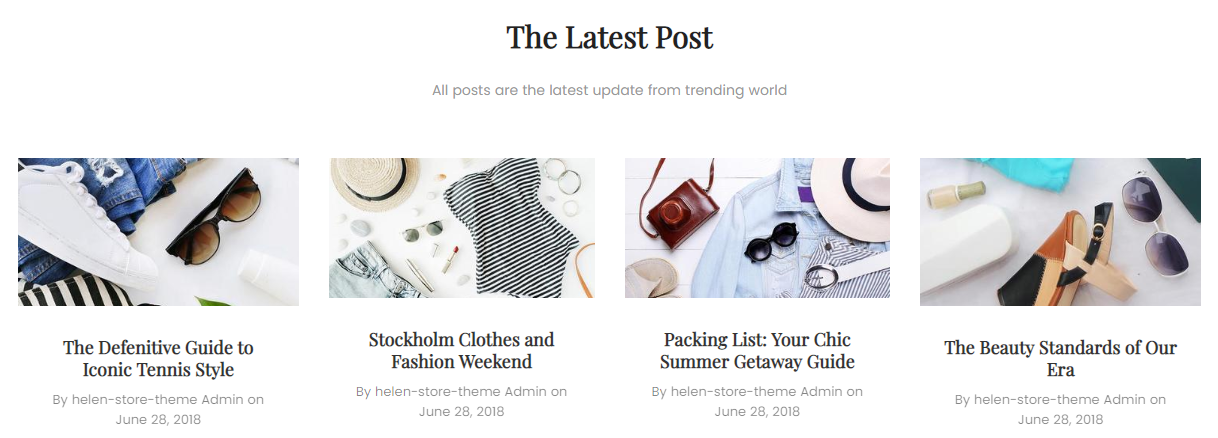 The Latest Post
All posts are the latest update from trending world
The Defenitive Guide to
Iconic Tennis Style
By helen-store-theme Admin on
June 28, 2018
Stockholm Clothes and
Fashion Weekend
By helen-store-theme Admin on
June 28, 2018
Packing List: Your Chic
Summer Getaway Guide
By helen-store-theme Admin on
June 28, 2018
The Beauty Standards of Our
Era
By helen-store-theme Admin on
June 28, 2018